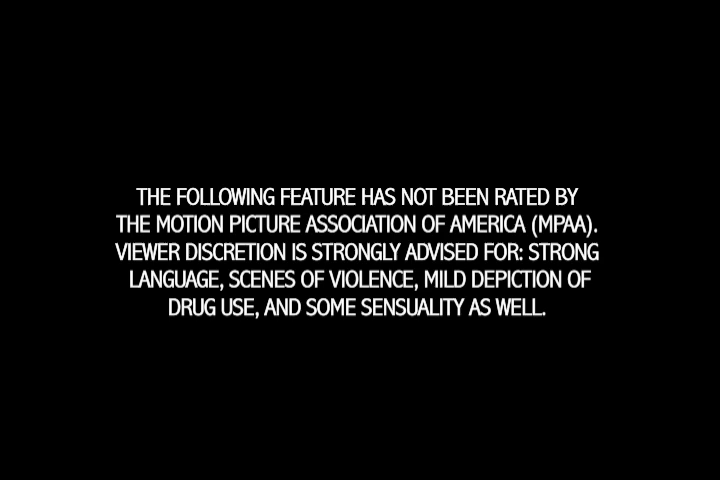 THE FOLLOWING FEATURE HAS NOT BEEN RATED BY
THE MOTION PICTURE ASSOCIATION OF AMERICA (MPAA).
VIEWER DISCRETION IS STRONGLY ADVISED FOR: STRONG
LANGUAGE, SCENES OF VIOLENCE, MILD DEPICTION OF
DRUG USE, AND SOME SENSUALITY AS WELL.